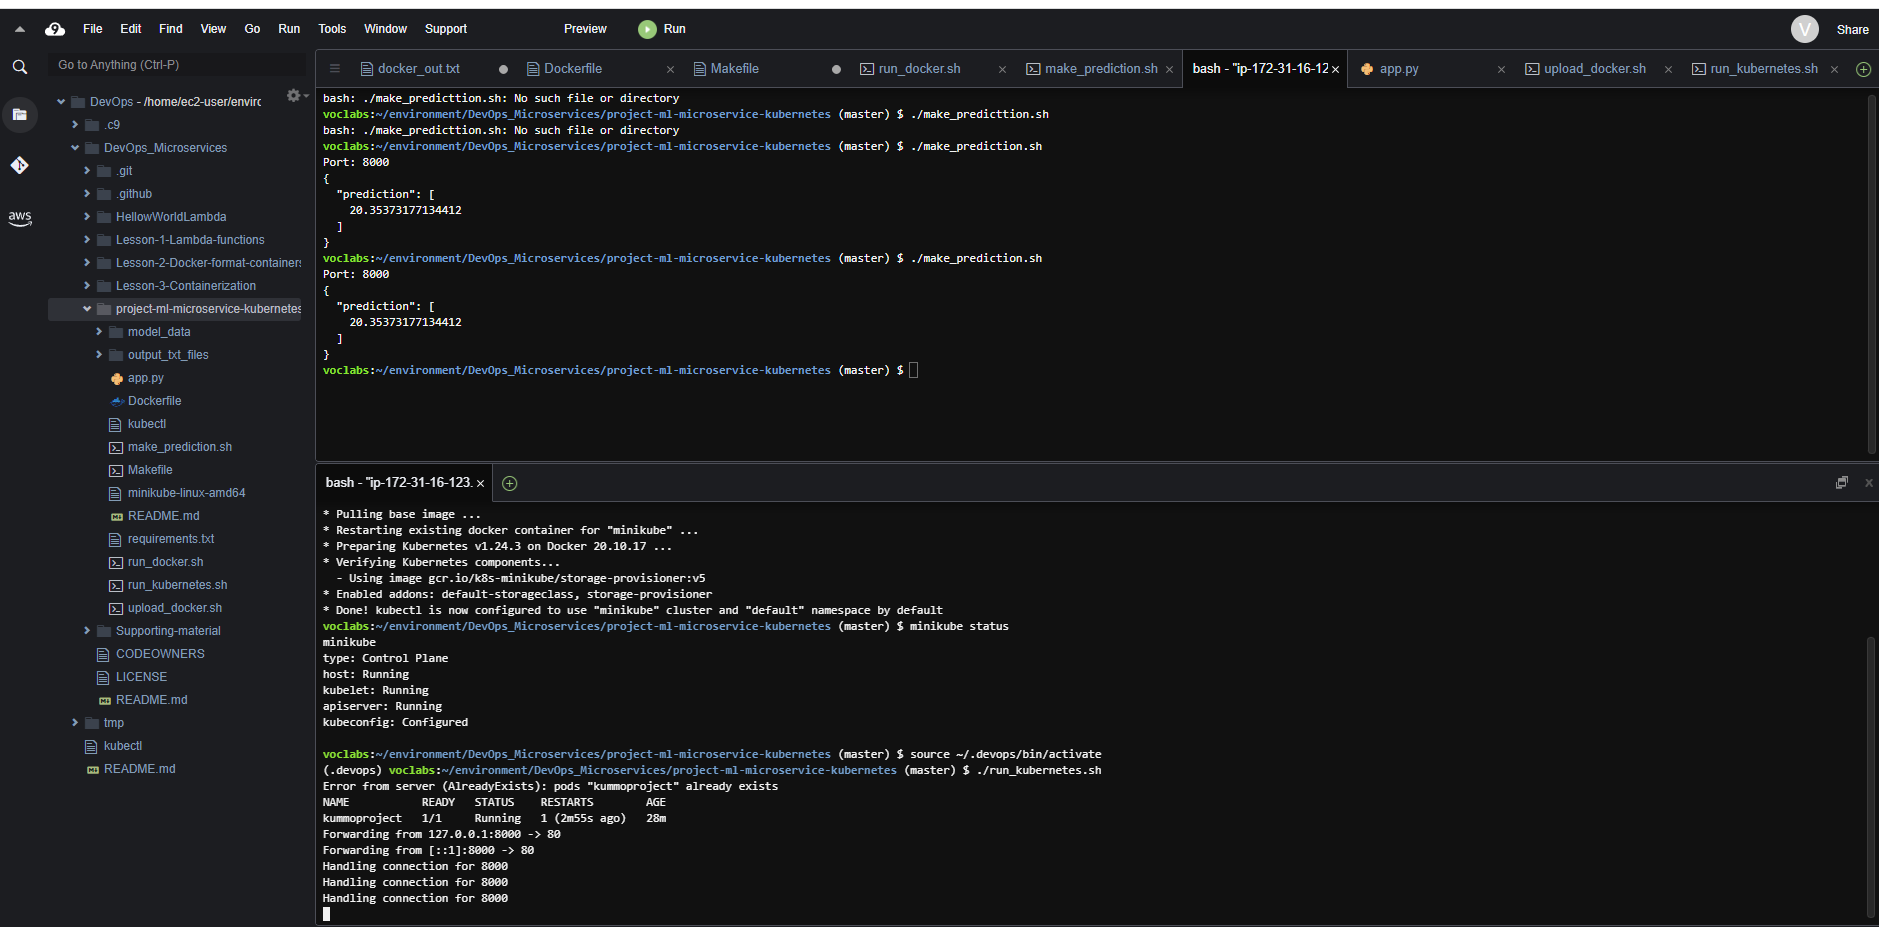 File Edit Find View Go Run Tools Window Support Preview Run V Share
Go to Anything (Ctrl-P)
aws
DevOps - /home/ec2-user/envirc
.c9
DevOps_Microservices
.git
.github
HellowWorldLambda
Lesson-1-Lambda-functions
Lesson-2-Docker-format-containers
Lesson-3-Containerization
project-ml-microservice-kubernetes
model_data
output_txt_files
app.py
Dockerfile
kubectl
make_prediction.sh
Makefile
minikube-linux-amd64
README.md
requirements.txt
run_docker.sh
run_kubernetes.sh
upload_docker.sh
Supporting-material
CODEOWNERS
LICENSE
README.md
tmp
kubectl
README.md
docker_out.txt Dockerfile Makefile run_docker.sh make_prediction.sh bash - "ip-172-31-16-12 app.py upload_docker.sh run_kubernetes.sh
bash: ./make_predicttion.sh: No such file or directory
voclabs:~/environment/DevOps_Microservices/project-ml-microservice-kubernetes (master) $ ./make_predicttion.sh
bash: ./make_predicttion.sh: No such file or directory
voclabs:~/environment/DevOps_Microservices/project-ml-microservice-kubernetes (master) $ ./make_prediction.sh
Port: 8000
{
"prediction": [
20.35373177134412
]
}
voclabs:~/environment/DevOps_Microservices/project-ml-microservice-kubernetes (master) $ ./make_prediction.sh
Port: 8000
{
"prediction": [
20.35373177134412
]
}
voclabs:~/environment/DevOps_Microservices/project-ml-microservice-kubernetes (master) $
bash - "ip-172-31-16-123.
* Pulling base image ...
* Restarting existing docker container for "minikube" ...
* Preparing Kubernetes v1.24.3 on Docker 20.10.17 ...
* Verifying Kubernetes components...
- Using image gcr.io/k8s-minikube/storage-provisioner:v5
* Enabled addons: default-storageclass, storage-provisioner
* Done! kubectl is now configured to use "minikube" cluster and "default" namespace by default
voclabs:~/environment/DevOps_Microservices/project-ml-microservice-kubernetes (master) $ minikube status
minikube
type: Control Plane
host: Running
kubelet: Running
apiserver: Running
kubeconfig: Configured
voclabs:~/environment/DevOps_Microservices/project-ml-microservice-kubernetes (master) $ source ~/.devops/bin/activate
(.devops) voclabs:~/environment/DevOps_Microservices/project-ml-microservice-kubernetes (master) $ ./run_kubernetes.sh
Error from server (AlreadyExists): pods "kummoproject" already exists
NAME READY STATUS RESTARTS AGE
kummoproject 1/1 Running 1 (2m55s ago) 28m
Forwarding from 127.0.0.1:8000 -> 80
Forwarding from [::1]:8000 -> 80
Handling connection for 8000
Handling connection for 8000
Handling connection for 8000